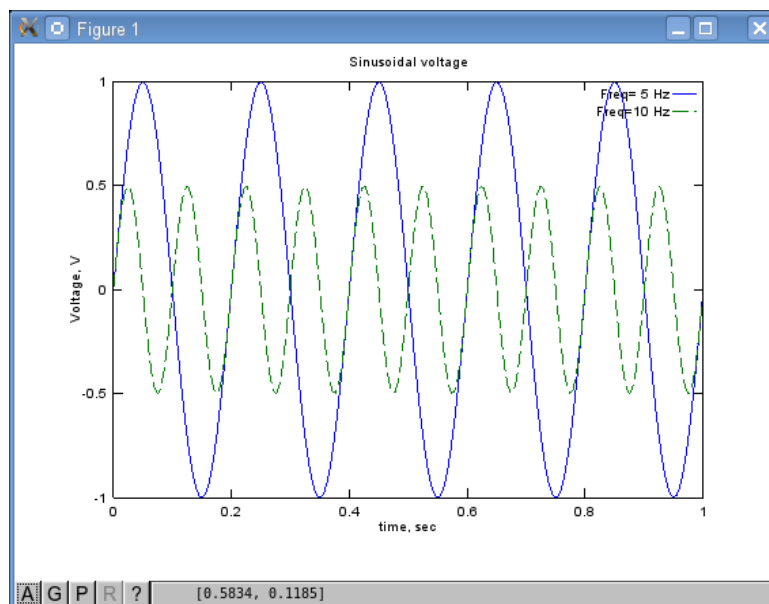 Figure 1
Sinusoidal voltage
Freq= 5 Hz
Freq=10 Hz
1
0.5
0
-0.5
-1
Voltage, V
0 0.2 0.4 0.6 0.8 1
time, sec
A G P R ? [0.5834, 0.1185]